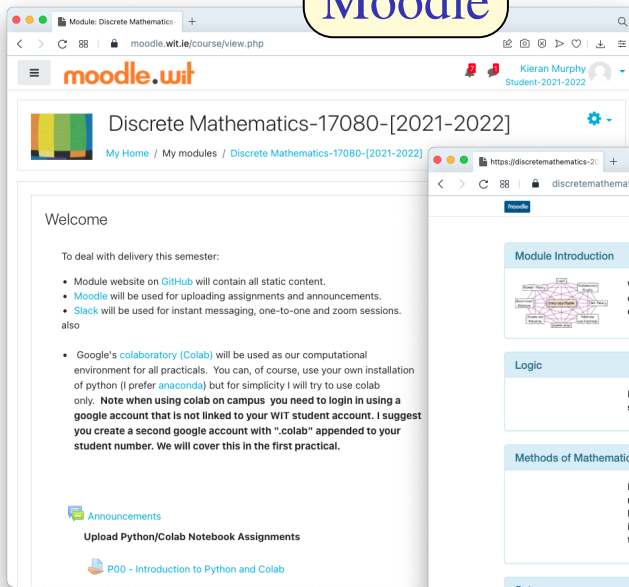 Moodle
Module: Discrete Mathematics-
moodle.wit.ie/course/view.php
moodle.wit
7
1
Kieran Murphy
Student-2021-2022
Discrete Mathematics-17080-[2021-2022]
My Home / My modules / Discrete Mathematics-17080-[2021-2022]
Welcome
To deal with delivery this semester:
• Module website on GitHub will contain all static content.
• Moodle will be used for uploading assignments and announcements.
• Slack will be used for instant messaging, one-to-one and zoom sessions.
also
• Google's colaboratory (Colab) will be used as our computational
environment for all practicals. You can, of course, use your own installation
of python (I prefer anaconda) but for simplicity I will try to use colab
only. Note when using colab on campus you need to login in using a
google account that is not linked to your WIT student account. I suggest
you create a second google account with ".colab" appended to your
student number. We will cover this in the first practical.
Announcements
Upload Python/Colab Notebook Assignments
P00 - Introduction to Python and Colab
https://discretemathematics-20
discretemathemat
moodle
Module Introduction
Logic
Methods of Mathematic